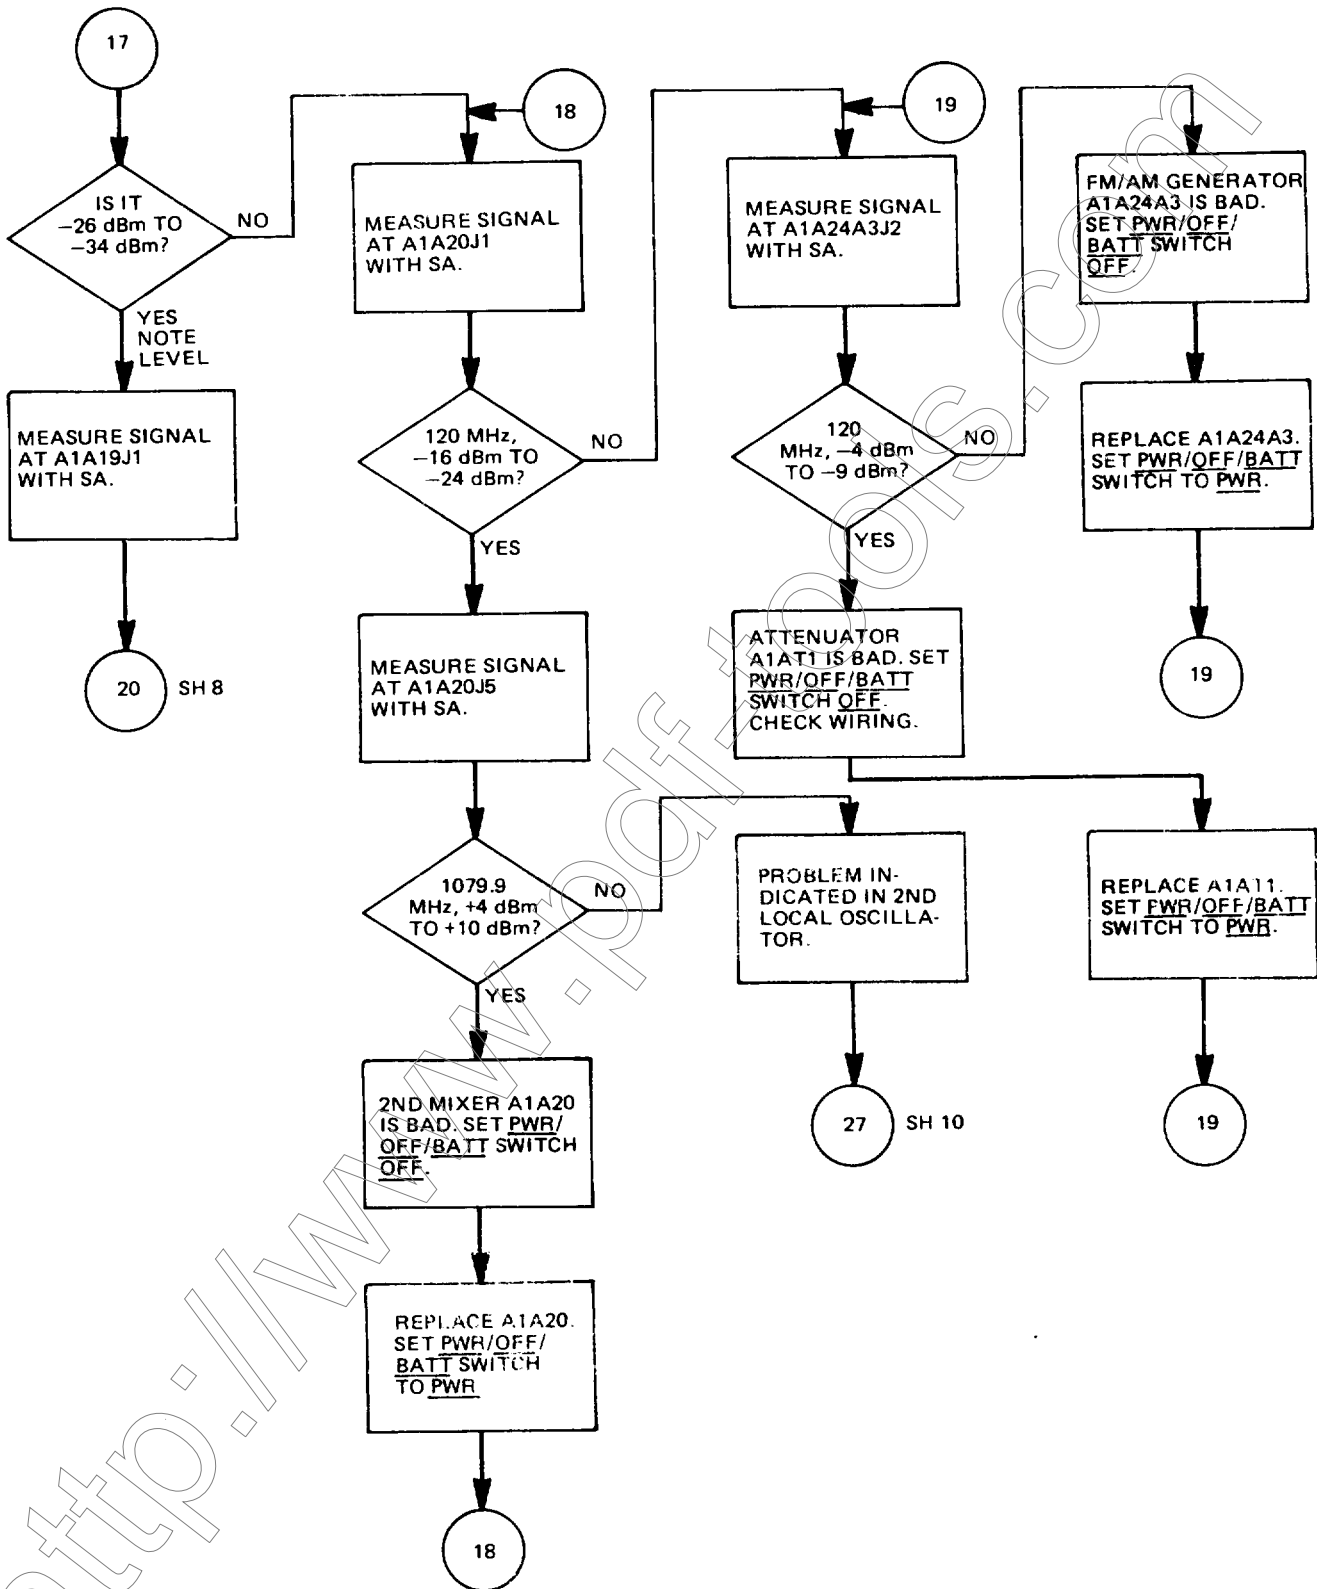 17
IS IT
−26 dBm TO
−34 dBm?
NO
YES
NOTE
LEVEL
MEASURE SIGNAL
AT A1A19J1
WITH SA.
20
SH 8
18
MEASURE SIGNAL
AT A1A20J1
WITH SA.
120 MHz,
−16 dBm TO
−24 dBm?
NO
YES
MEASURE SIGNAL
AT A1A20J5
WITH SA.
1079.9
MHz, +4 dBm
TO +10 dBm?
NO
YES
2ND MIXER A1A20
IS BAD. SET PWR/
OFF/BATT SWITCH
OFF.
REPLACE A1A20.
SET PWR/OFF/
BATT SWITCH
TO PWR
18
19
MEASURE SIGNAL
AT A1A24A3J2
WITH SA.
120
MHz, −4 dBm
TO −9 dBm?
NO
YES
ATTENUATOR
A1AT1 IS BAD. SET
PWR/OFF/BATT
SWITCH OFF.
CHECK WIRING.
PROBLEM IN-
DICATED IN 2ND
LOCAL OSCILLA-
TOR.
27
SH 10
FM/AM GENERATOR
A1A24A3 IS BAD.
SET PWR/OFF/
BATT SWITCH
OFF.
REPLACE A1A24A3.
SET PWR/OFF/BATT
SWITCH TO PWR.
19
REPLACE A1AT1.
SET PWR/OFF/BATT
SWITCH TO PWR.
19
http://www.pdf-tools.com